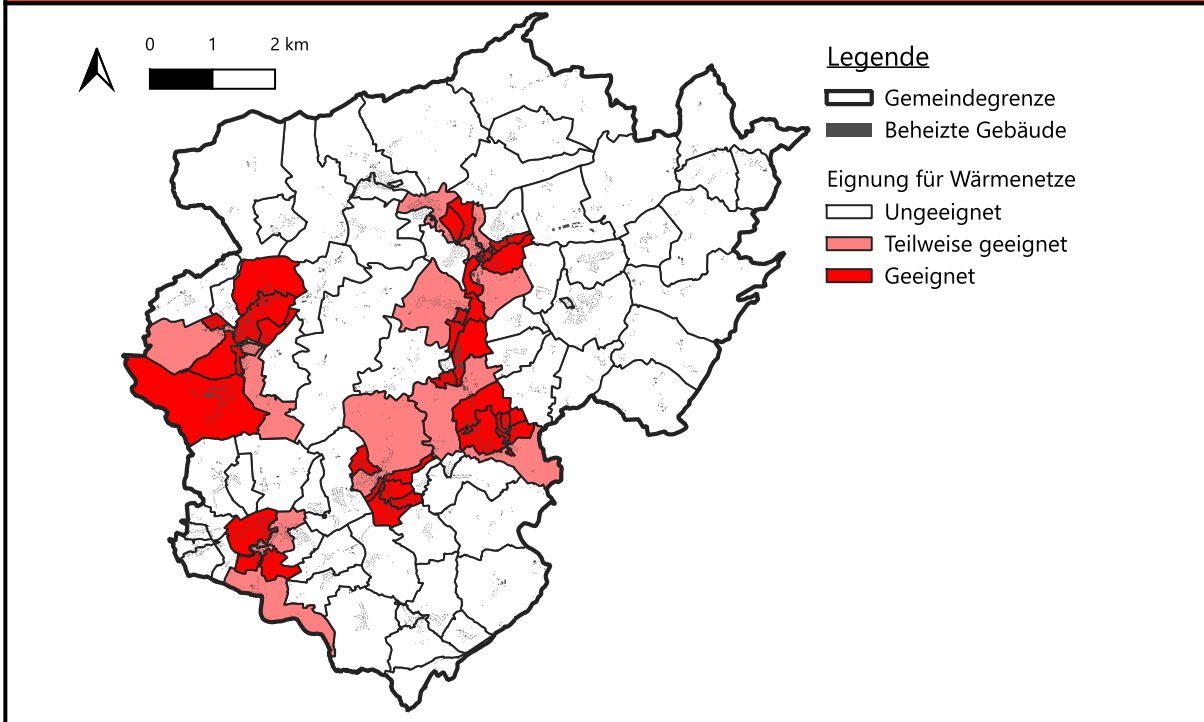 0 1 2 km
Legende
Gemeindegrenze
Beheizte Gebäude
Eignung für Wärmenetze
Ungeeignet
Teilweise geeignet
Geeignet